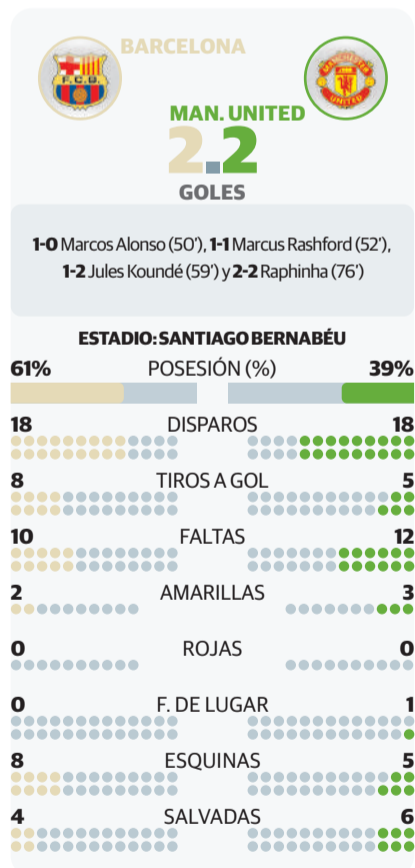 BARCELONA
MAN. UNITED
2.2
GOLES
1-0 Marcos Alonso (50’), 1-1 Marcus Rashford (52’),
1-2 Jules Koundé (59’) y 2-2 Raphinha (76’)
ESTADIO: SANTIAGO BERNABÉU
61% POSESIÓN (%) 39%
18 DISPAROS 18
8 TIROS A GOL 5
10 FALTAS 12
2 AMARILLAS 3
0 ROJAS 0
0 F. DE LUGAR 1
8 ESQUINAS 5
4 SALVADAS 6